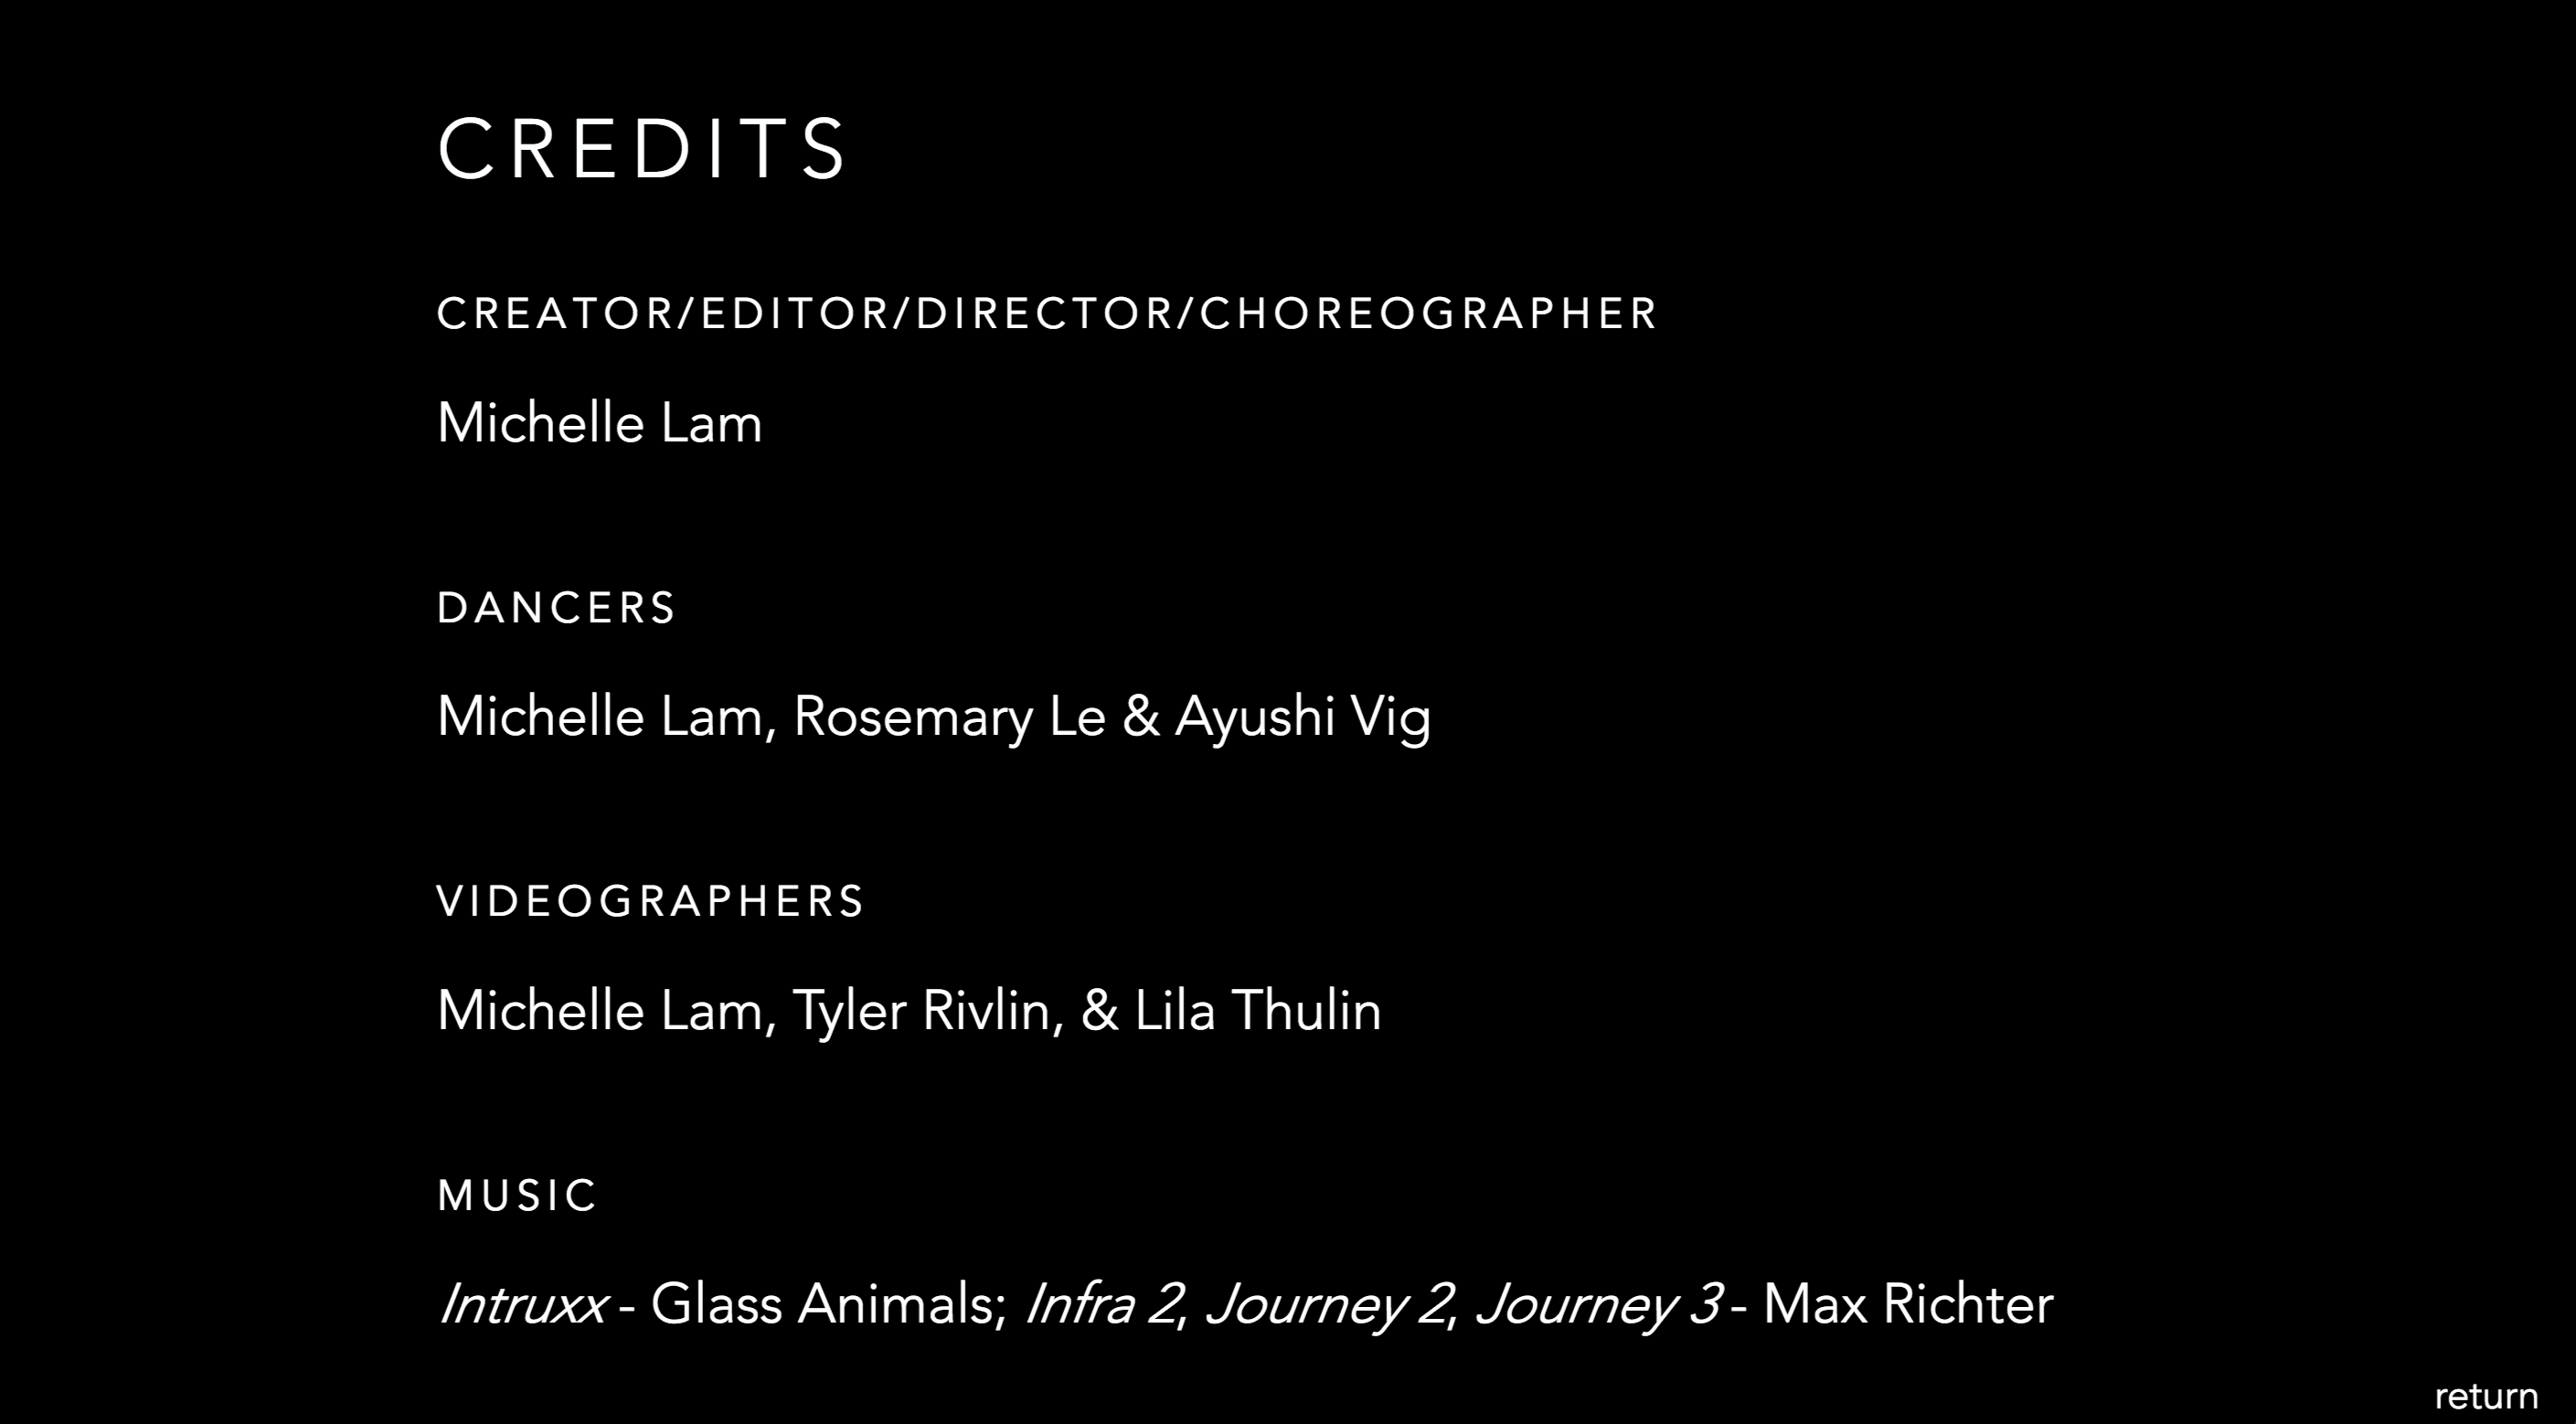 CREDITS
CREATOR/EDITOR/DIRECTOR/CHOREOGRAPHER
Michelle Lam
DANCERS
Michelle Lam, Rosemary Le & Ayushi Vig
VIDEOGRAPHERS
Michelle Lam, Tyler Rivlin, & Lila Thulin
MUSIC
Intruxx - Glass Animals; Infra 2, Journey 2, Journey 3 - Max Richter
return